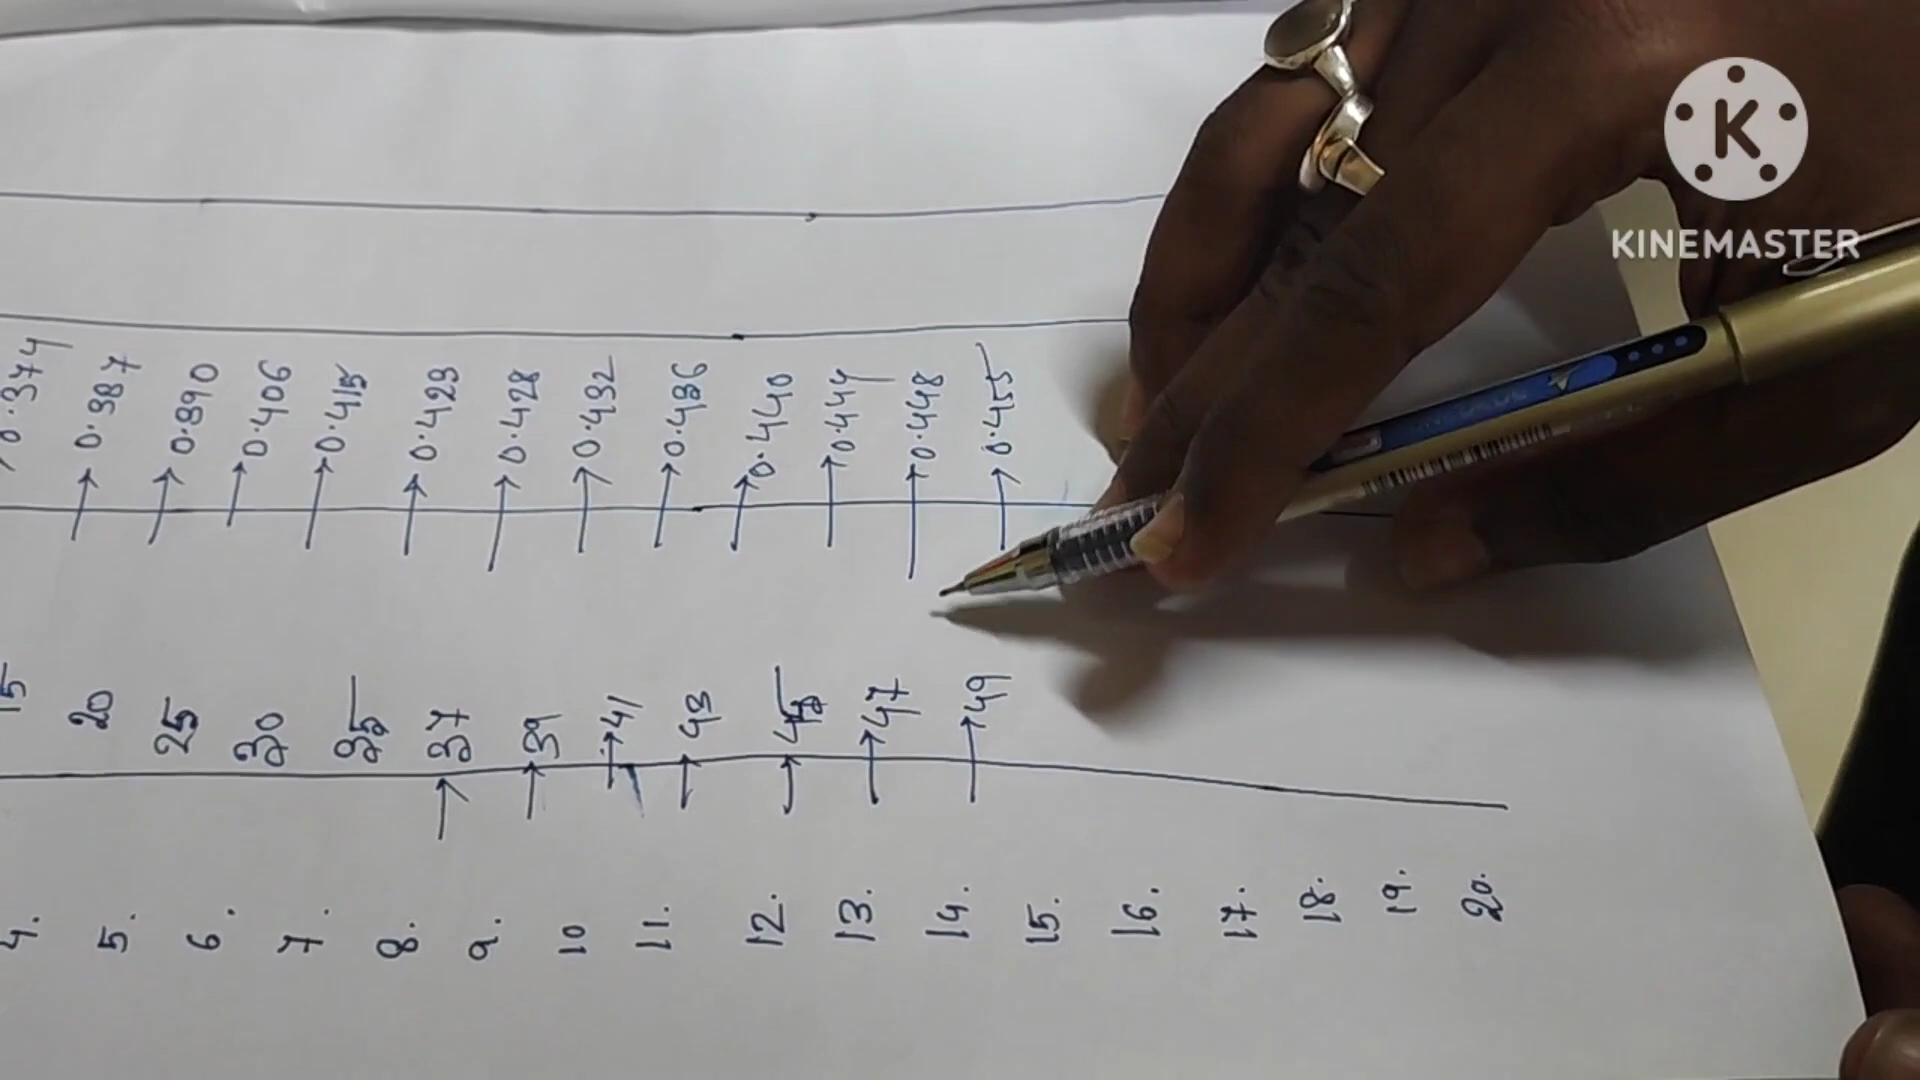 4. 15 0.374
5. 20 → 0.387
6. 25 → 0.390
7. 30 → 0.406
8. 35 → 0.415
9. → 37 → 0.423
10 → 39 → 0.428
11. → 41 → 0.432
12. → 43 → 0.436
13. → 45 → 0.440
14. → 47 → 0.444
15. → 49 → 0.448
16. → 0.455
17.
18.
19.
20.
K
KINEMASTER